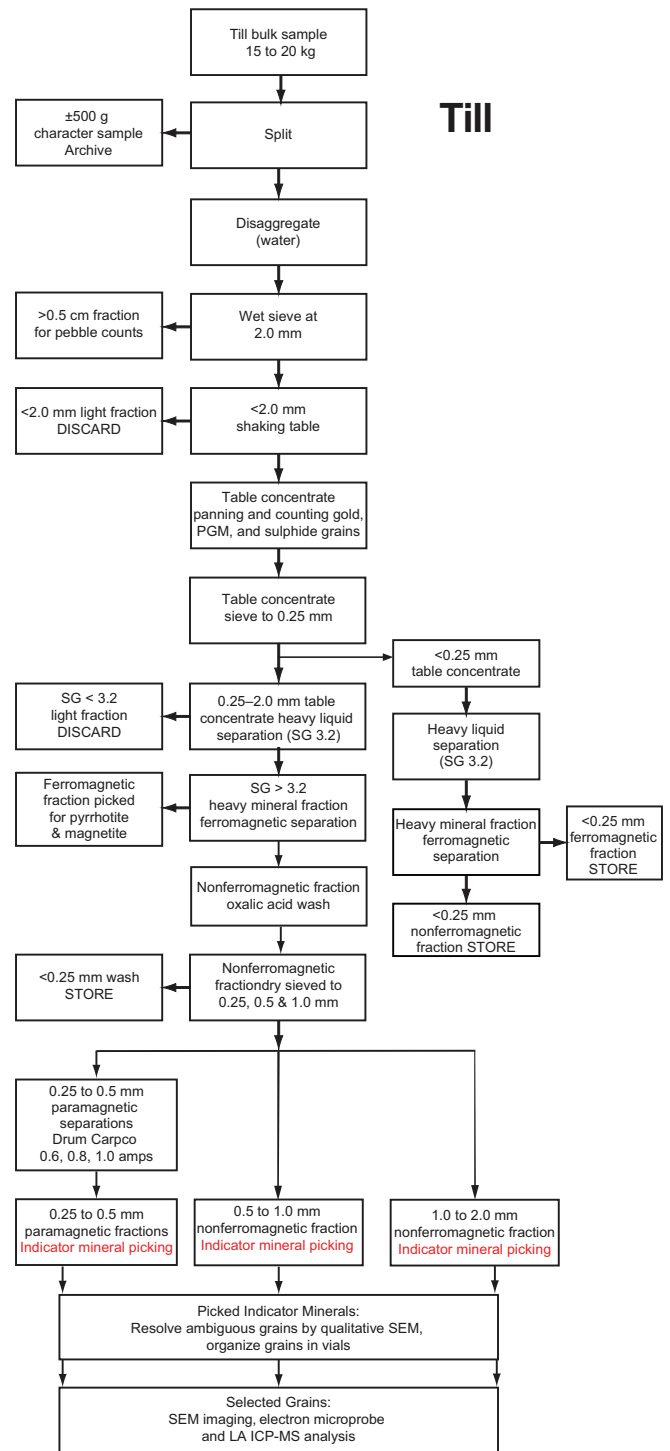 Till bulk sample
15 to 20 kg
Till
±500 g
character sample
Archive
Split
Disaggregate
(water)
>0.5 cm fraction
for pebble counts
Wet sieve at
2.0 mm
<2.0 mm light fraction
DISCARD
<2.0 mm
shaking table
Table concentrate
panning and counting gold,
PGM, and sulphide grains
Table concentrate
sieve to 0.25 mm
<0.25 mm
table concentrate
SG < 3.2
light fraction
DISCARD
0.25–2.0 mm table
concentrate heavy liquid
separation (SG 3.2)
Heavy liquid
separation
(SG 3.2)
Ferromagnetic
fraction picked
for pyrrhotite
& magnetite
SG > 3.2
heavy mineral fraction
ferromagnetic separation
Heavy mineral fraction
ferromagnetic
separation
<0.25 mm
ferromagnetic
fraction
STORE
Nonferromagnetic fraction
oxalic acid wash
<0.25 mm
nonferromagnetic
fraction STORE
<0.25 mm wash
STORE
Nonferromagnetic
fractiondry sieved to
0.25, 0.5 & 1.0 mm
0.25 to 0.5 mm
paramagnetic
separations
Drum Carpco
0.6, 0.8, 1.0 amps
0.25 to 0.5 mm
paramagnetic fractions
Indicator mineral picking
0.5 to 1.0 mm
nonferromagnetic fraction
Indicator mineral picking
1.0 to 2.0 mm
nonferromagnetic fraction
Indicator mineral picking
Picked Indicator Minerals:
Resolve ambiguous grains by qualitative SEM,
organize grains in vials
Selected Grains:
SEM imaging, electron microprobe
and LA ICP-MS analysis